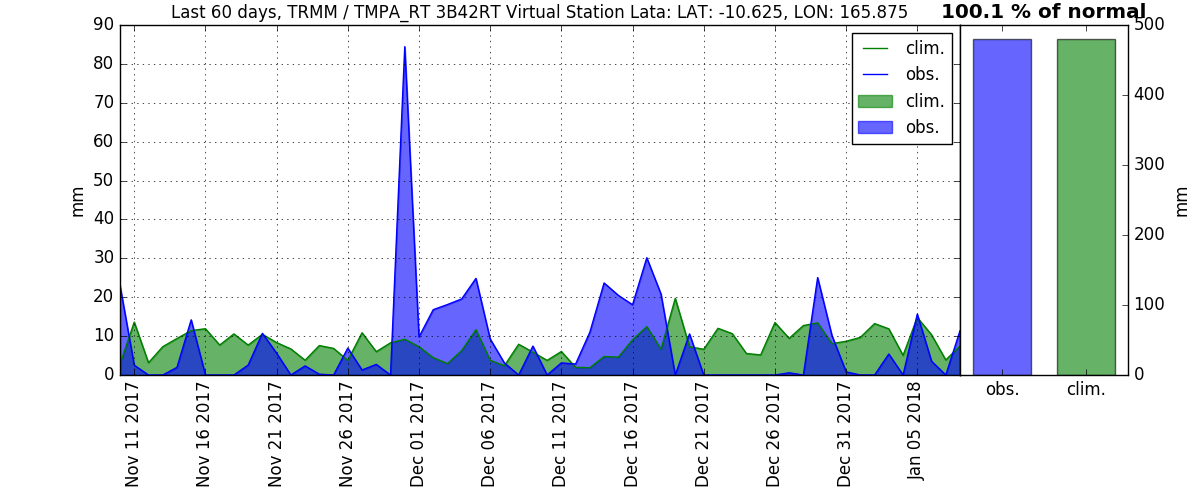 Last 60 days, TRMM / TMPA_RT 3B42RT Virtual Station Lata: LAT: -10.625, LON: 165.875
100.1 % of normal
90
80
70
60
50
40
30
20
10
0
mm
clim.
obs.
clim.
obs.
Nov 11 2017
Nov 16 2017
Nov 21 2017
Nov 26 2017
Dec 01 2017
Dec 06 2017
Dec 11 2017
Dec 16 2017
Dec 21 2017
Dec 26 2017
Dec 31 2017
Jan 05 2018
500
400
300
200
100
0
mm
obs.
clim.